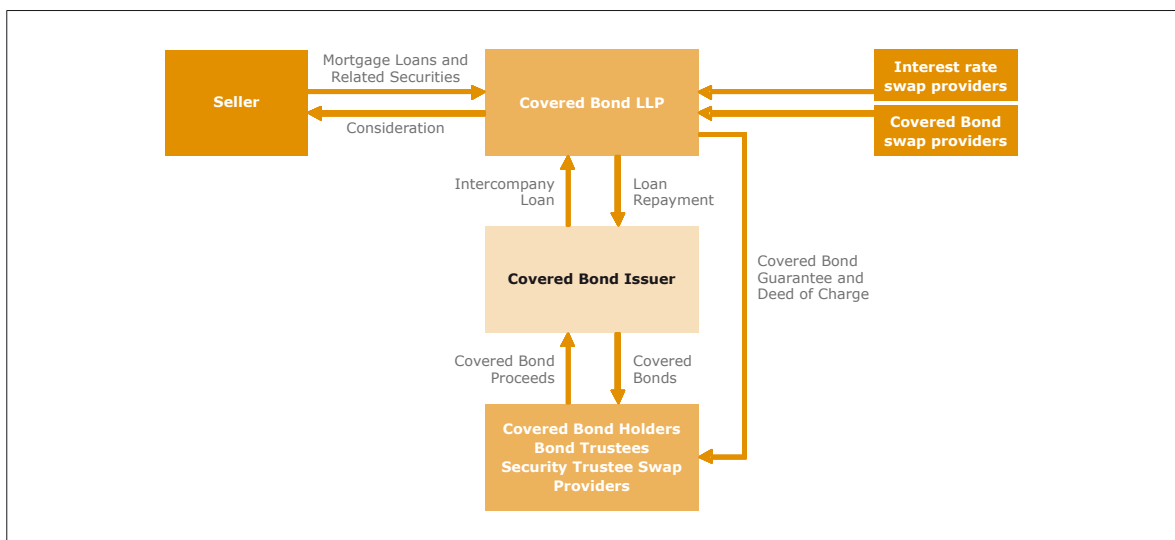 Seller
Mortgage Loans and
Related Securities
Consideration
Covered Bond LLP
Interest rate
swap providers
Covered Bond
swap providers
Intercompany
Loan
Loan
Repayment
Covered Bond Issuer
Covered Bond
Guarantee and
Deed of Charge
Covered Bond
Proceeds
Covered
Bonds
Covered Bond Holders
Bond Trustees
Security Trustee Swap
Providers